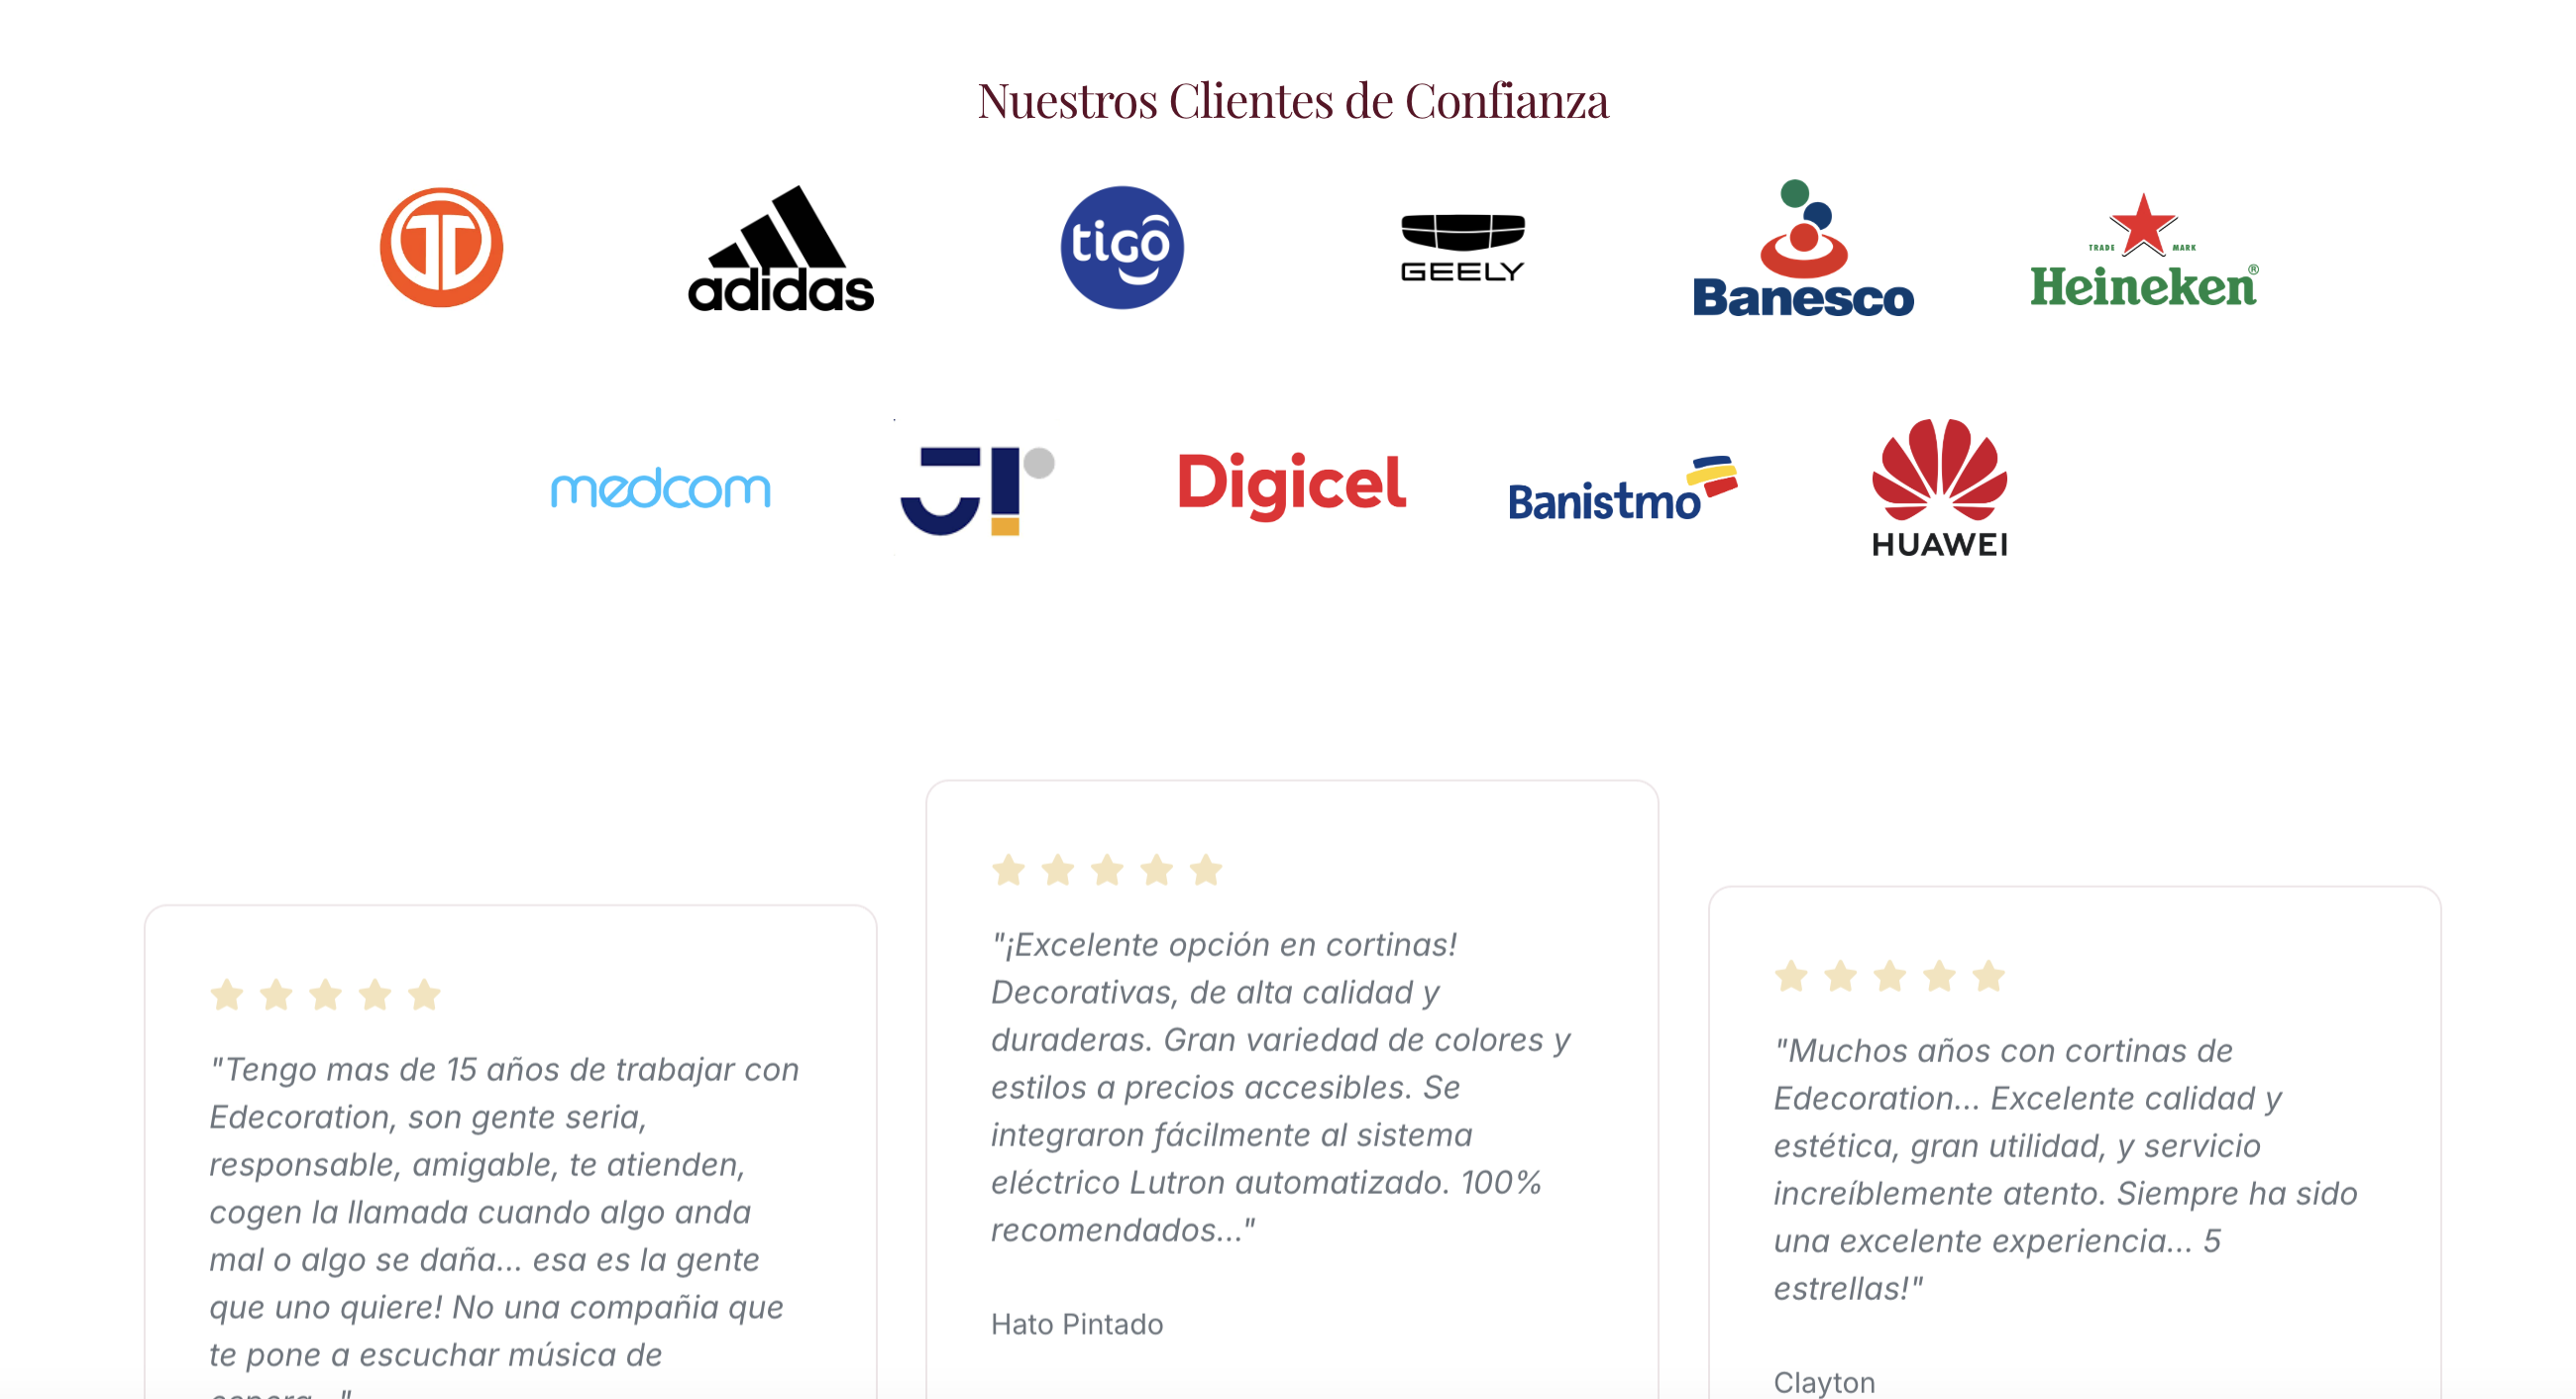 Nuestros Clientes de Confianza
adidas
tigo
GEELY
Banesco
TRADE MARK
Heineken®
medcom
Digicel
Banistmo
HUAWEI
"Tengo mas de 15 años de trabajar con
Edecoration, son gente seria,
responsable, amigable, te atienden,
cogen la llamada cuando algo anda
mal o algo se daña... esa es la gente
que uno quiere! No una compañia que
te pone a escuchar música de
"¡Excelente opción en cortinas!
Decorativas, de alta calidad y
duraderas. Gran variedad de colores y
estilos a precios accesibles. Se
integraron fácilmente al sistema
eléctrico Lutron automatizado. 100%
recomendados..."
Hato Pintado
"Muchos años con cortinas de
Edecoration... Excelente calidad y
estética, gran utilidad, y servicio
increíblemente atento. Siempre ha sido
una excelente experiencia... 5
estrellas!"
Clayton